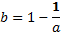 b = 1 − 1/a